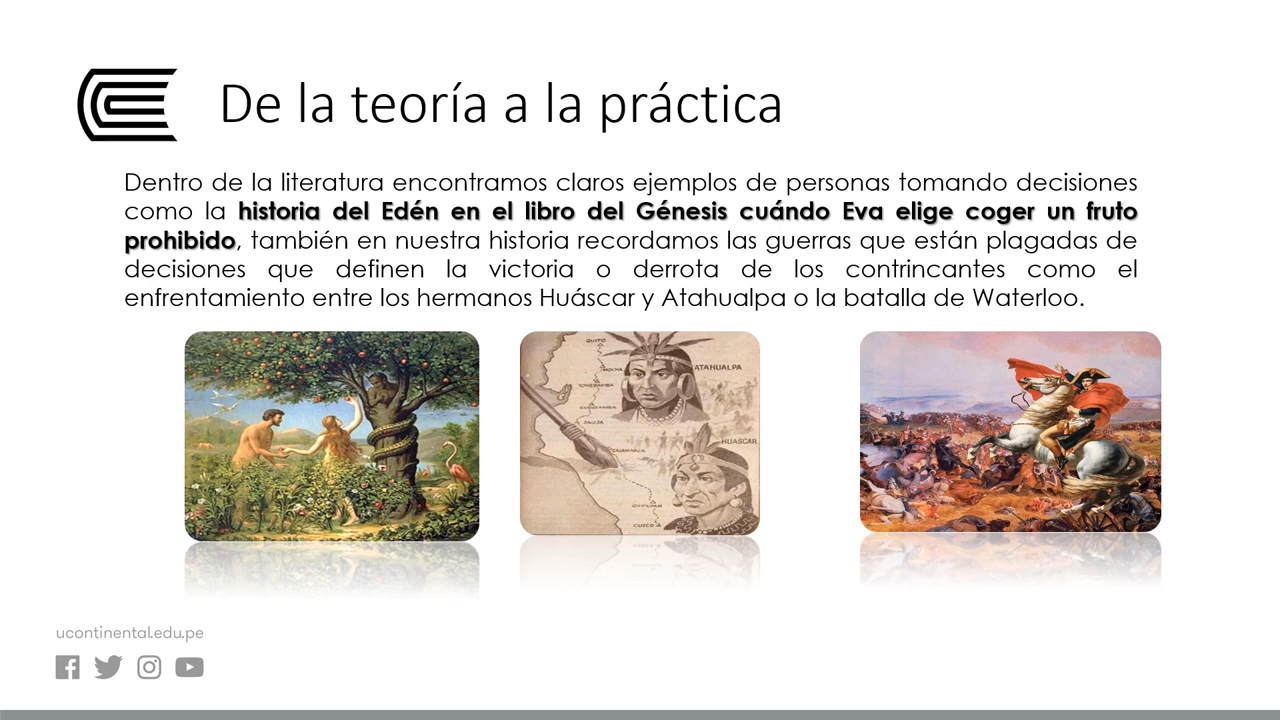 De la teoría a la práctica
Dentro de la literatura encontramos claros ejemplos de personas tomando decisiones
como la historia del Edén en el libro del Génesis cuándo Eva elige coger un fruto
prohibido, también en nuestra historia recordamos las guerras que están plagadas de
decisiones que definen la victoria o derrota de los contrincantes como el
enfrentamiento entre los hermanos Huáscar y Atahualpa o la batalla de Waterloo.
QUITO
ATAHUALPA
JAUJA
HUASCAR
CAJAMARCA
CUSCO
ucontinental.edu.pe